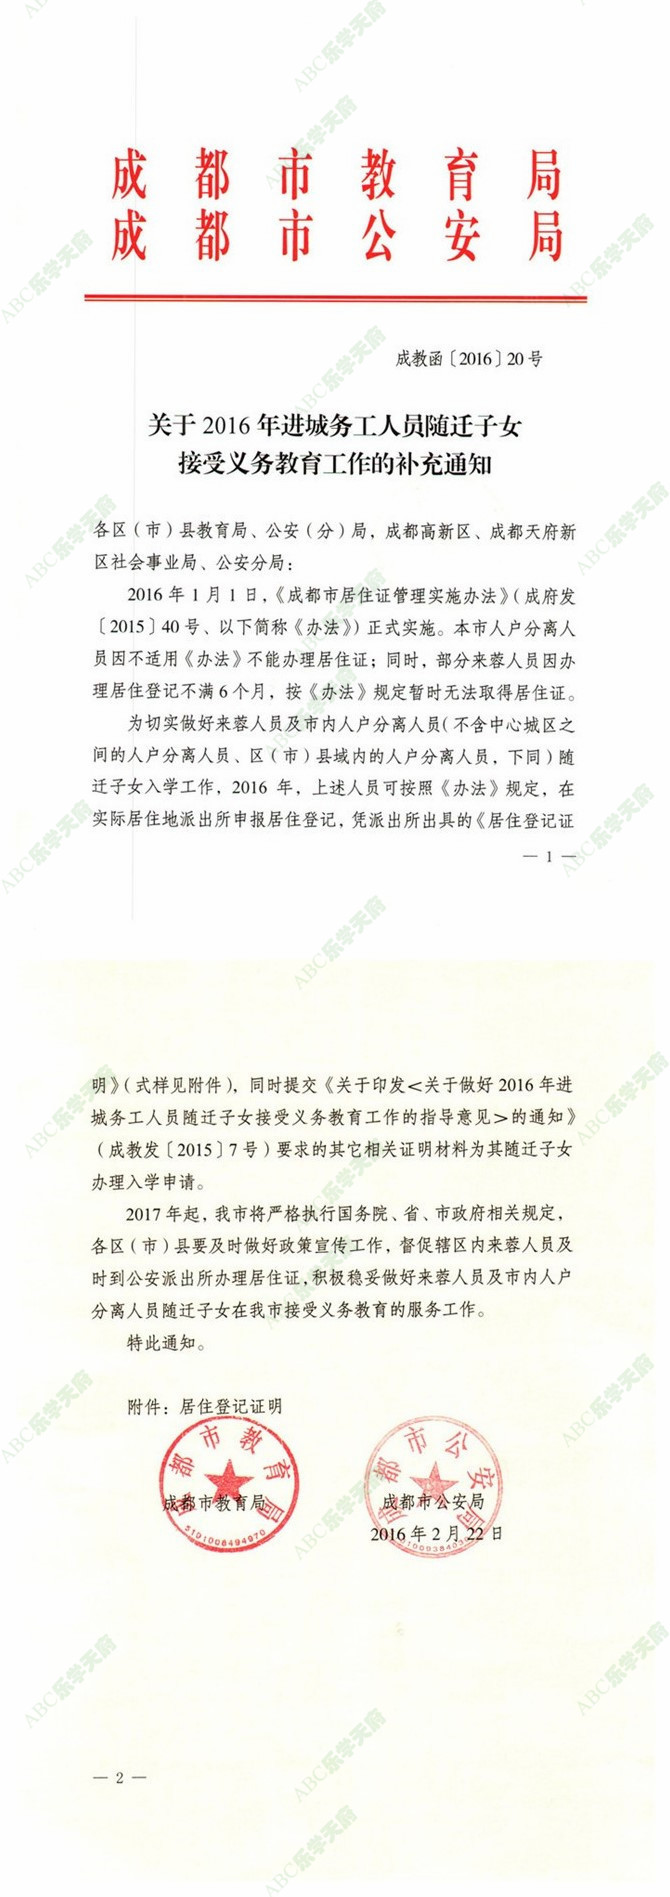 成都市教育局
成都市公安局
成教函〔2016〕20号
关于2016年进城务工人员随迁子女
接受义务教育工作的补充通知
各区（市）县教育局、公安（分）局，成都高新区、成都天府新
区社会事业局、公安分局：
2016年1月1日，《成都市居住证管理实施办法》（成府发
〔2015〕40号、以下简称《办法》）正式实施。本市人户分离人
员因不适用《办法》不能办理居住证；同时，部分来蓉人员因办
理居住登记不满6个月，按《办法》规定暂时无法取得居住证。
为切实做好来蓉人员及市内人户分离人员（不含中心城区之
间的人户分离人员、区（市）县域内的人户分离人员，下同）随
迁子女入学工作，2016年，上述人员可按照《办法》规定，在
实际居住地派出所申报居住登记，凭派出所出具的《居住登记证
— 1 —
明》（式样见附件），同时提交《关于印发<关于做好2016年进
城务工人员随迁子女接受义务教育工作的指导意见>的通知》
（成教发〔2015〕7号）要求的其它相关证明材料为其随迁子女
办理入学申请。
2017年起，我市将严格执行国务院、省、市政府相关规定，
各区（市）县要及时做好政策宣传工作，督促辖区内来蓉人员及
时到公安派出所办理居住证，积极稳妥做好来蓉人员及市内人户
分离人员随迁子女在我市接受义务教育的服务工作。
特此通知。
附件：居住登记证明
成都市教育局
成都市教育局
5101008494970
成都市公安局
成都市公安局
2016年2月22日
— 2 —
ABC乐学天府